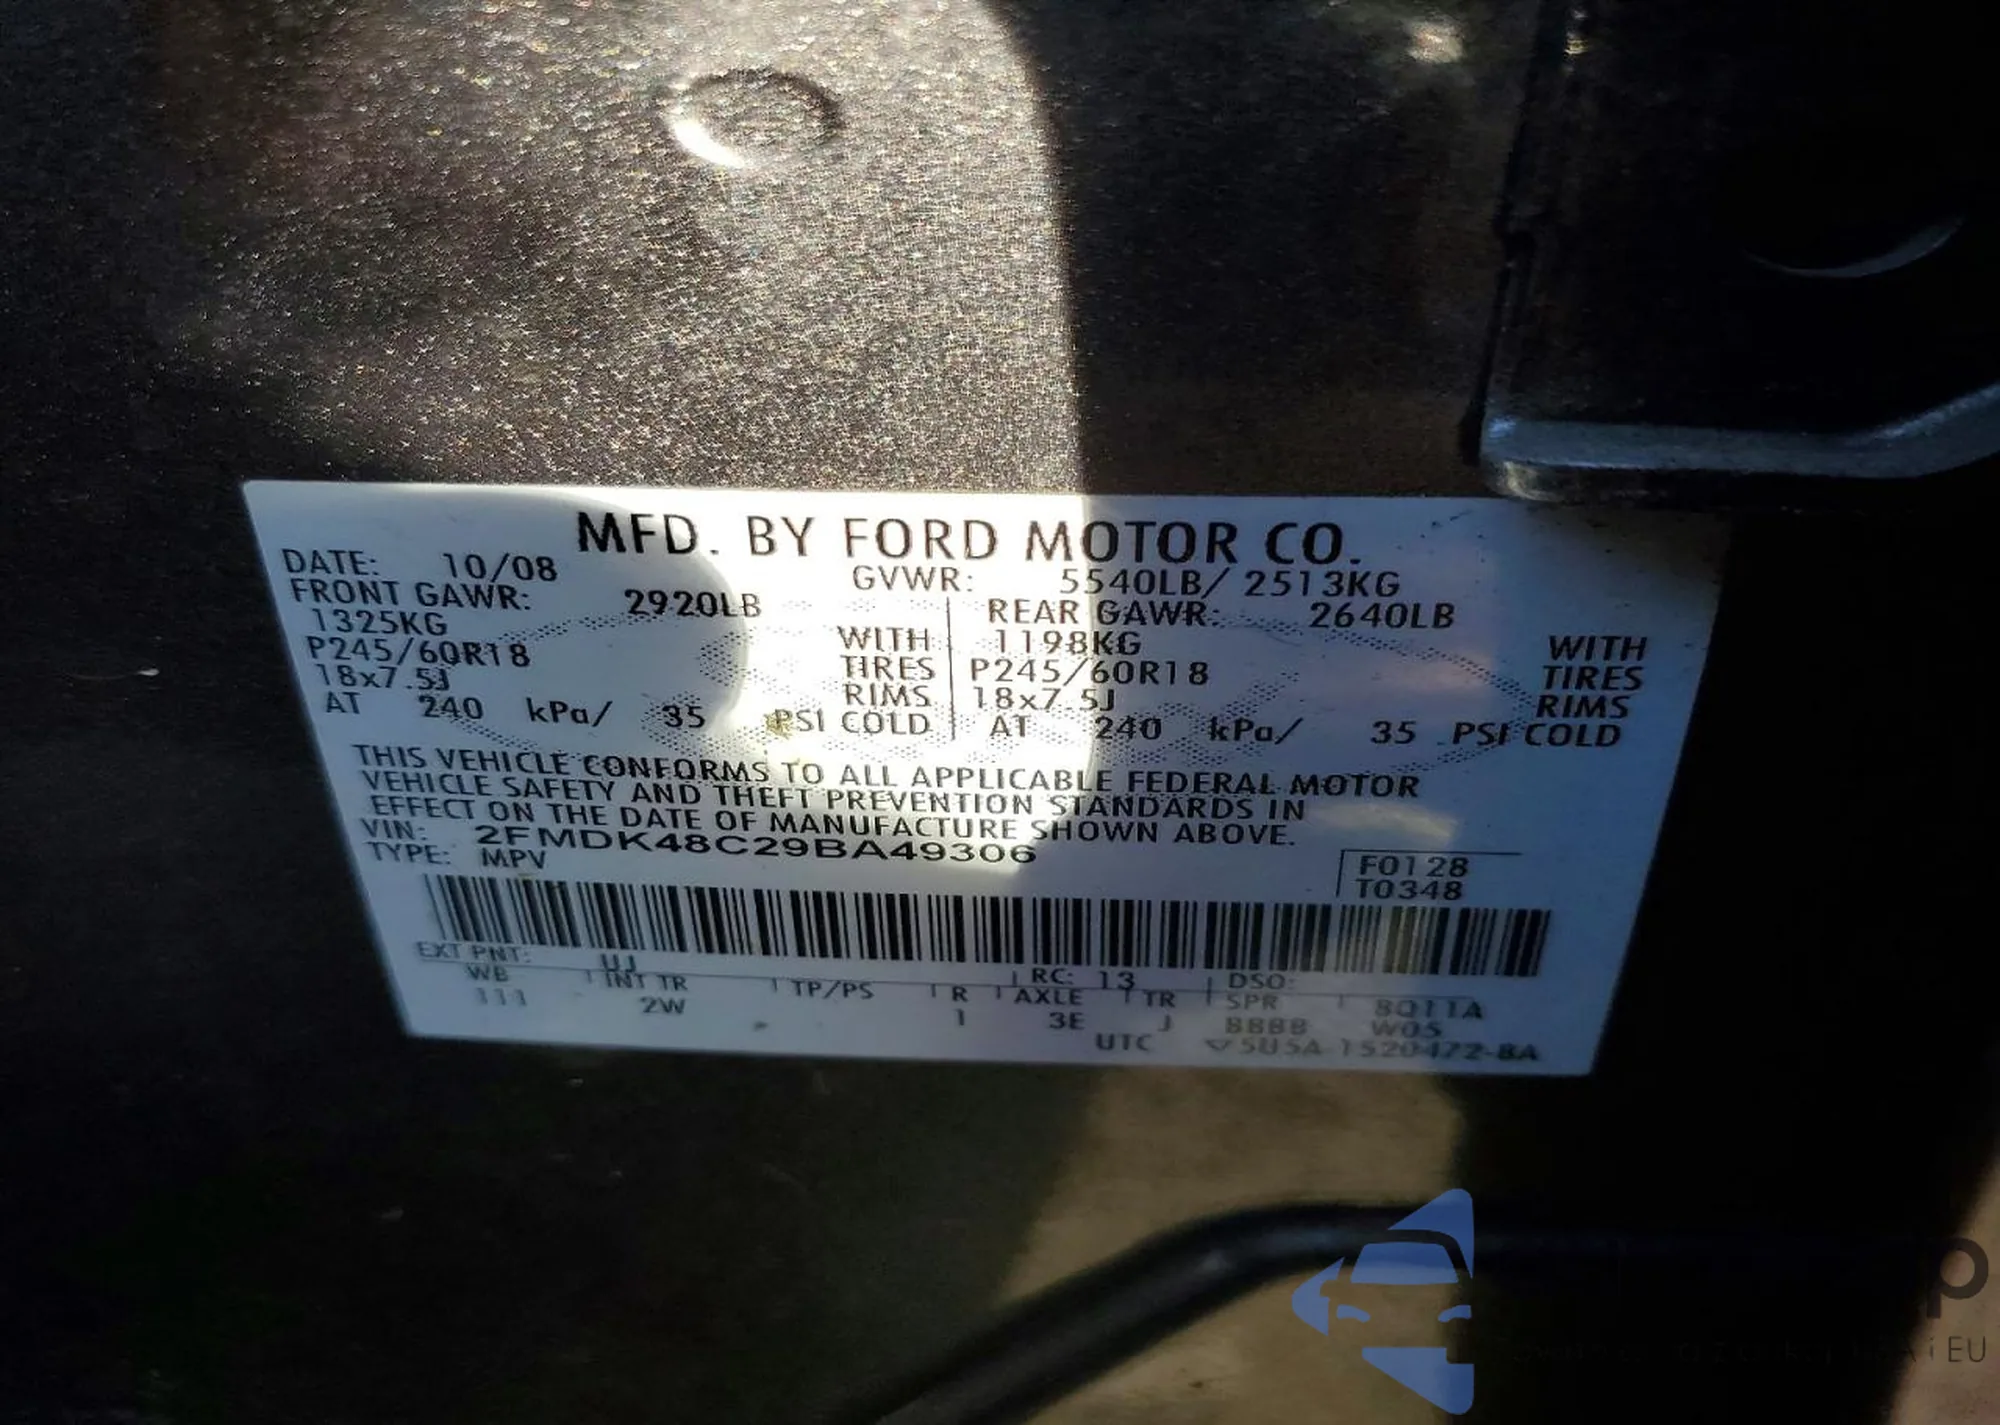 MFD. BY FORD MOTOR CO.
DATE: 10/08 GVWR: 5540LB/ 2513KG
FRONT GAWR: 2920LB REAR GAWR: 2640LB
1325KG WITH 1198KG WITH
P245/60R18 TIRES P245/60R18 TIRES
18x7.5J RIMS 18x7.5J RIMS
AT 240 kPa/ 35 PSI COLD AT 240 kPa/ 35 PSI COLD
THIS VEHICLE CONFORMS TO ALL APPLICABLE FEDERAL MOTOR
VEHICLE SAFETY AND THEFT PREVENTION STANDARDS IN
EFFECT ON THE DATE OF MANUFACTURE SHOWN ABOVE.
VIN: 2FMDK48C29BA49306
TYPE: MPV
F0128
T0348
EXT PNT: UJ RC: 13 DSO:
WB INT TR TP/PS R AXLE TR SPR 8Q11A
111 2W 1 3E J BBBB W05
UTC 5U5A-1520472-BA
EU